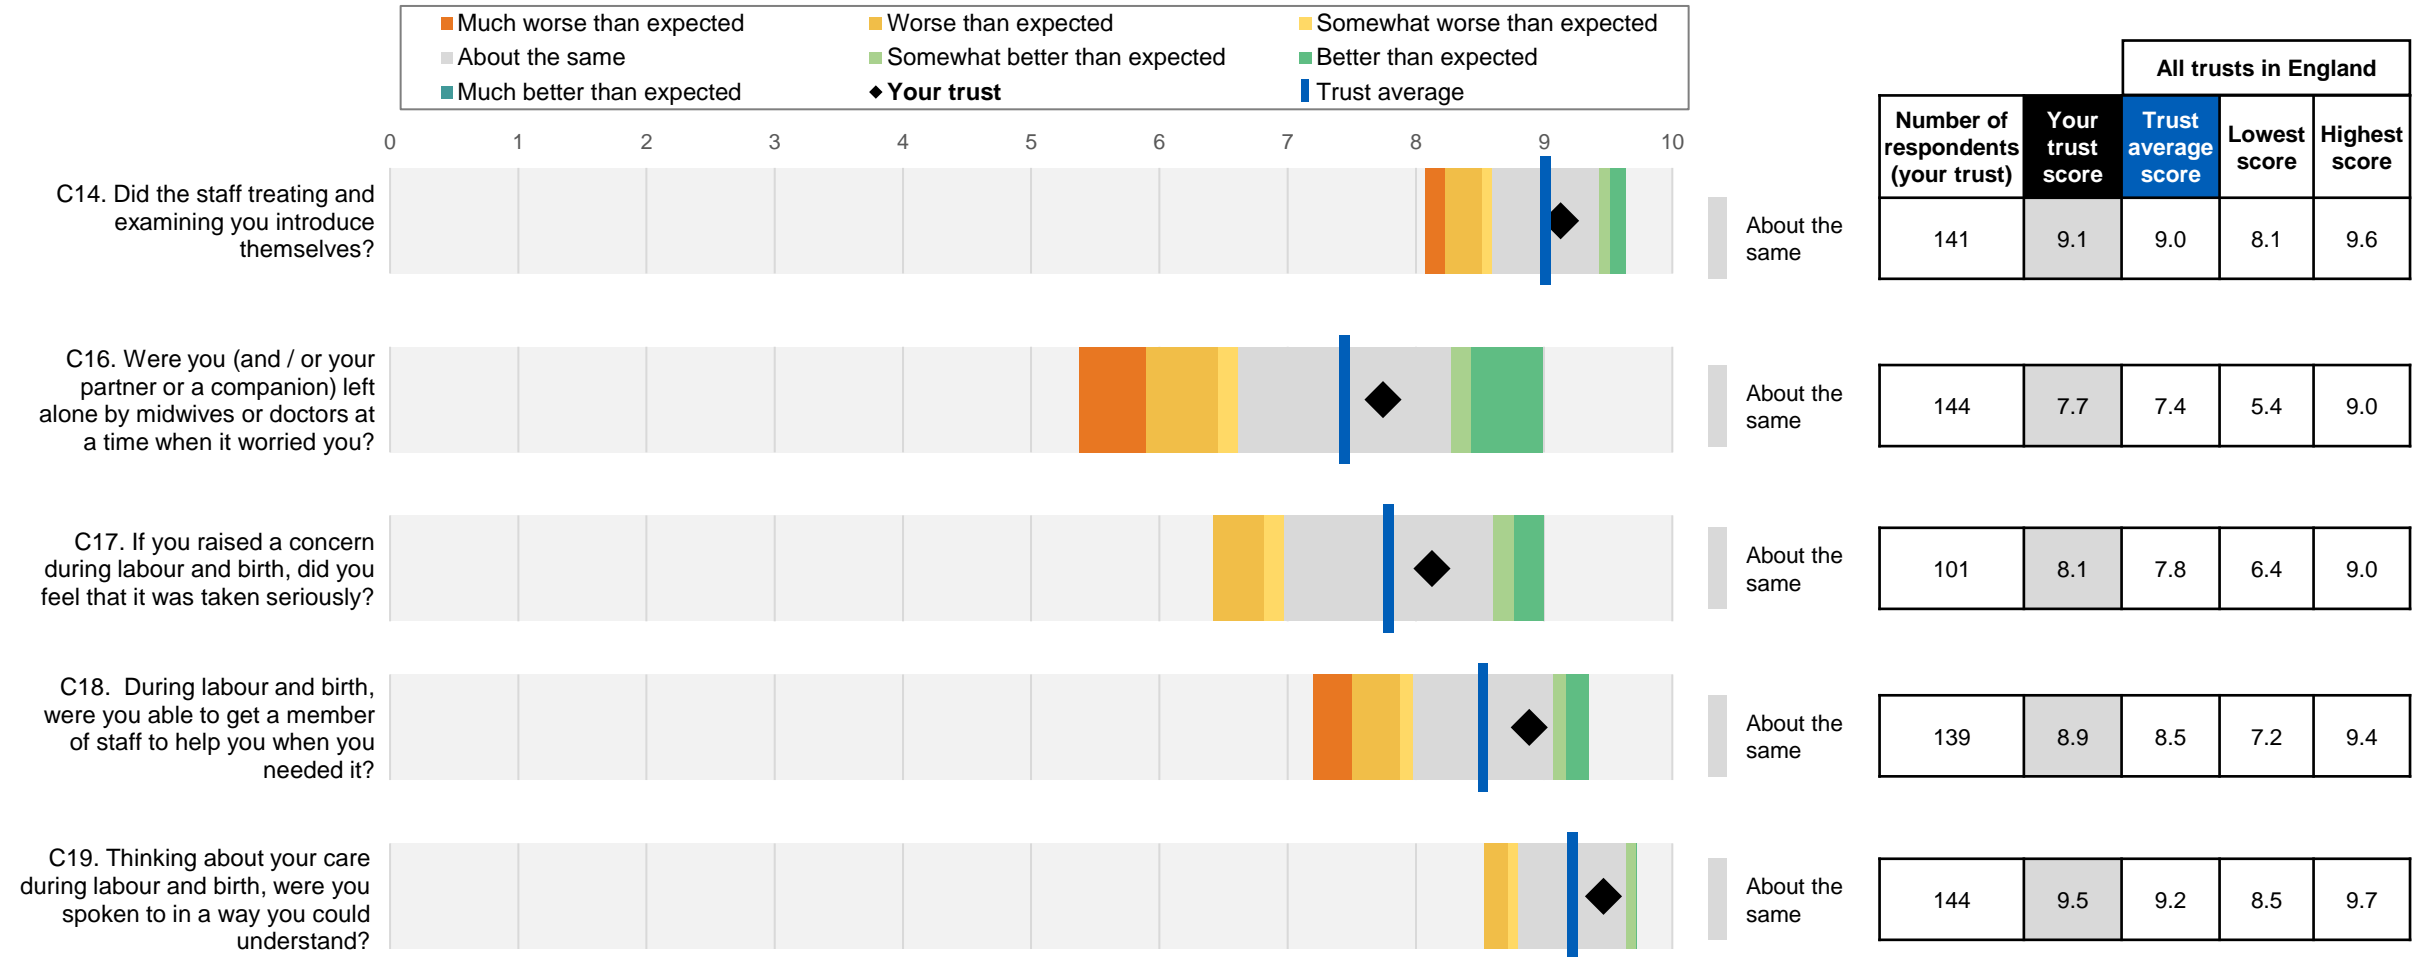 Much worse than expected
Worse than expected
Somewhat worse than expected
About the same
Somewhat better than expected
Better than expected
Much better than expected
Your trust
Trust average
All trusts in England
Number of
respondents
(your trust)
Your
trust
score
Trust
average
score
Lowest
score
Highest
score
0 1 2 3 4 5 6 7 8 9 10
C14. Did the staff treating and
examining you introduce
themselves?
About the
same
141 9.1 9.0 8.1 9.6
C16. Were you (and / or your
partner or a companion) left
alone by midwives or doctors at
a time when it worried you?
About the
same
144 7.7 7.4 5.4 9.0
C17. If you raised a concern
during labour and birth, did you
feel that it was taken seriously?
About the
same
101 8.1 7.8 6.4 9.0
C18.  During labour and birth,
were you able to get a member
of staff to help you when you
needed it?
About the
same
139 8.9 8.5 7.2 9.4
C19. Thinking about your care
during labour and birth, were you
spoken to in a way you could
understand?
About the
same
144 9.5 9.2 8.5 9.7